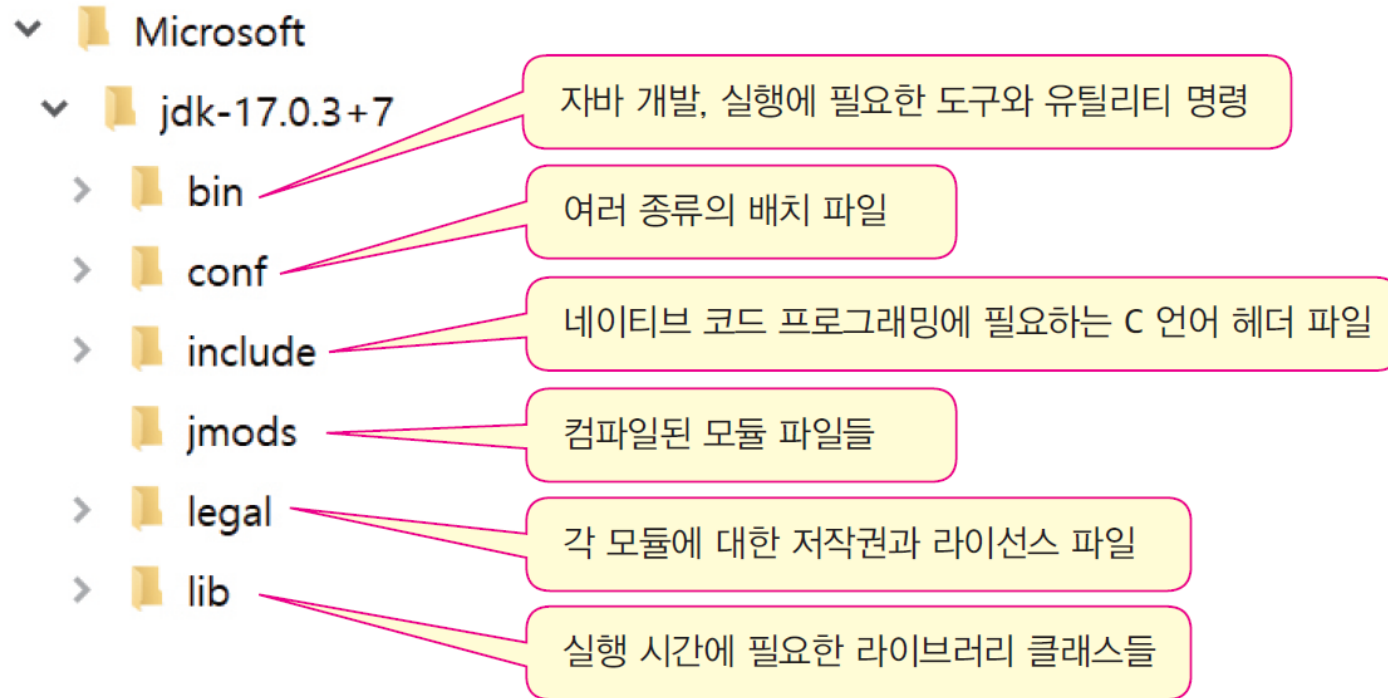 Microsoft
jdk-17.0.3+7
자바 개발, 실행에 필요한 도구와 유틸리티 명령
bin
여러 종류의 배치 파일
conf
네이티브 코드 프로그래밍에 필요하는 C 언어 헤더 파일
include
jmods
컴파일된 모듈 파일들
legal
각 모듈에 대한 저작권과 라이선스 파일
lib
실행 시간에 필요한 라이브러리 클래스들